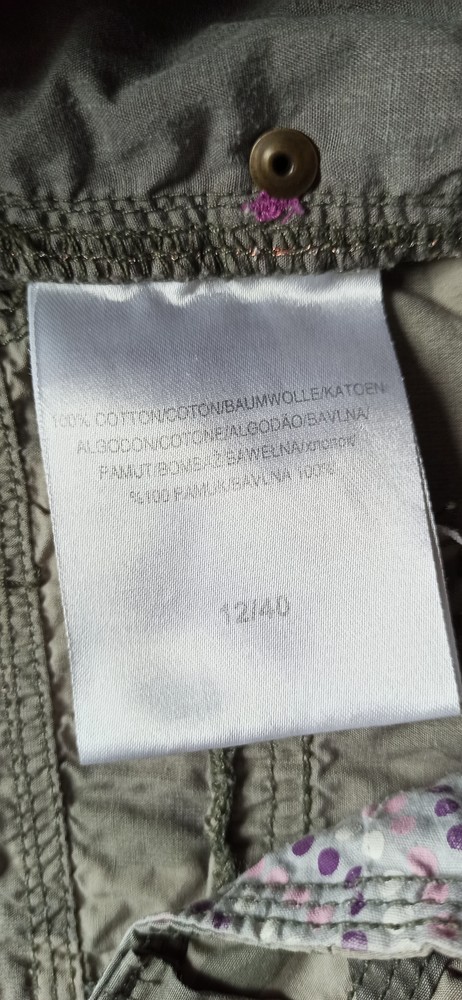 100% COTTON/COTON/BAUMWOLLE/KATOEN
ALGODON/COTONE/ALGODÃO/BAVLNA/
PAMUT/BOMBAŽ/BAWEŁNA/хлопок/
%100 PAMUK/BAVLNA 100%
12/40